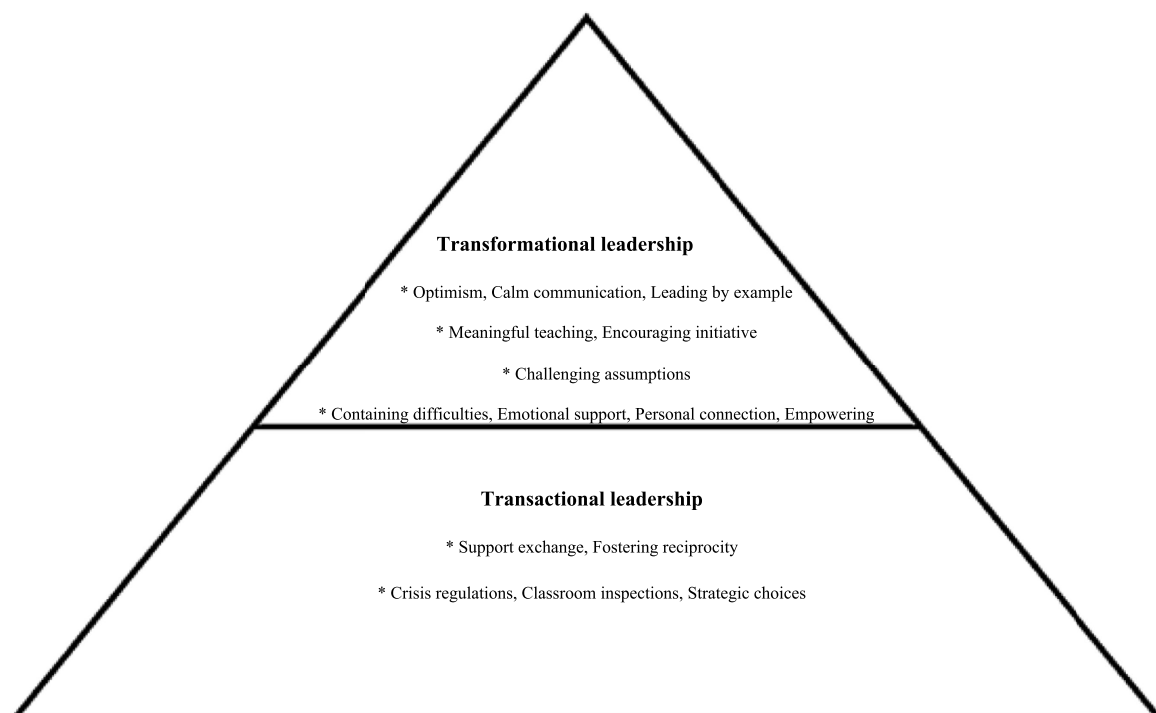 Transformational leadership
* Optimism, Calm communication, Leading by example
* Meaningful teaching, Encouraging initiative
* Challenging assumptions
* Containing difficulties, Emotional support, Personal connection, Empowering
Transactional leadership
* Support exchange, Fostering reciprocity
* Crisis regulations, Classroom inspections, Strategic choices